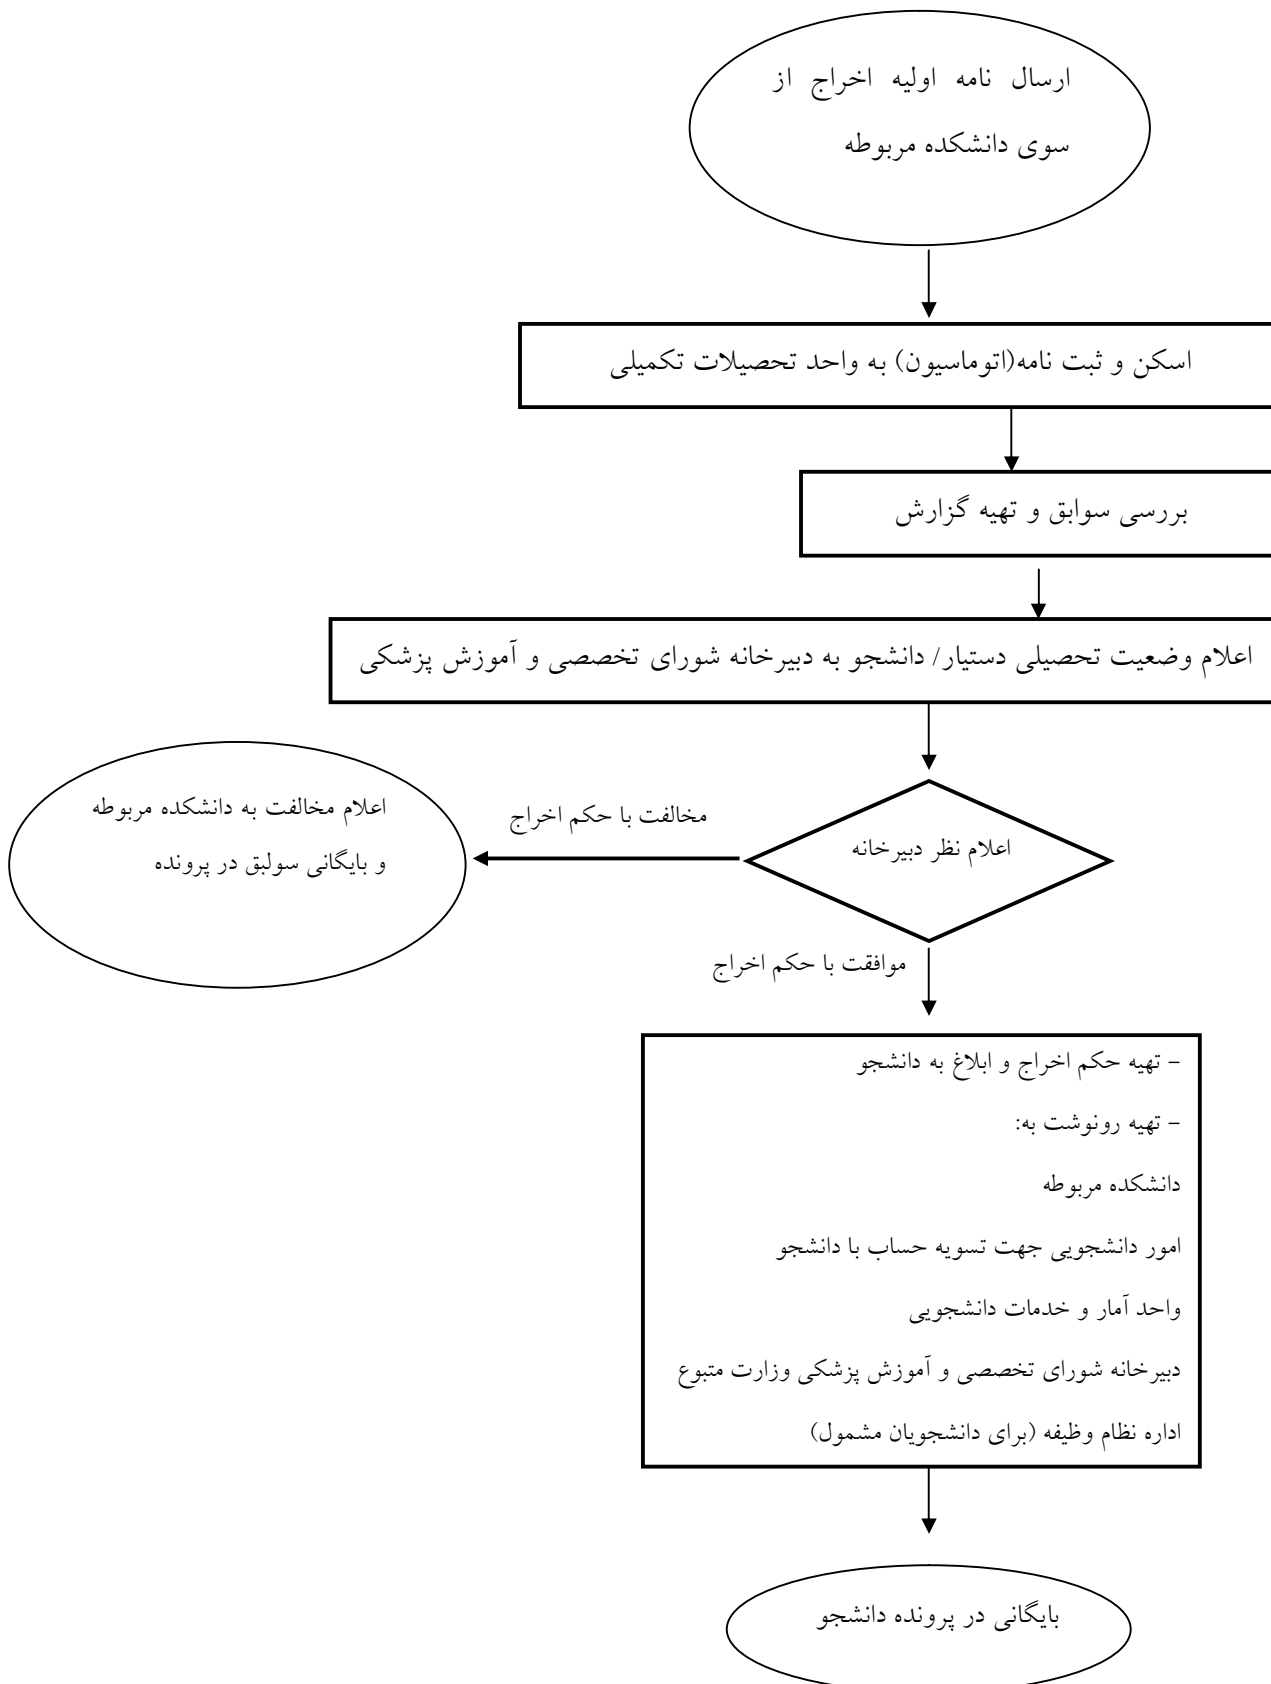 ارسال نامه اولیه اخراج از
سوی دانشکده مربوطه
اسکن و ثبت نامه(اتوماسیون) به واحد تحصیلات تکمیلی
بررسی سوابق و تهیه گزارش
اعلام وضعیت تحصیلی دستیار/ دانشجو به دبیرخانه شورای تخصصی و آموزش پزشکی
اعلام نظر دبیرخانه
مخالفت با حکم اخراج
اعلام مخالفت به دانشکده مربوطه
و بایگانی سولبق در پرونده
موافقت با حکم اخراج
- تهیه حکم اخراج و ابلاغ به دانشجو
- تهیه رونوشت به:
دانشکده مربوطه
امور دانشجویی جهت تسویه حساب با دانشجو
واحد آمار و خدمات دانشجویی
دبیرخانه شورای تخصصی و آموزش پزشکی وزارت متبوع
اداره نظام وظیفه (برای دانشجویان مشمول)
بایگانی در پرونده دانشجو